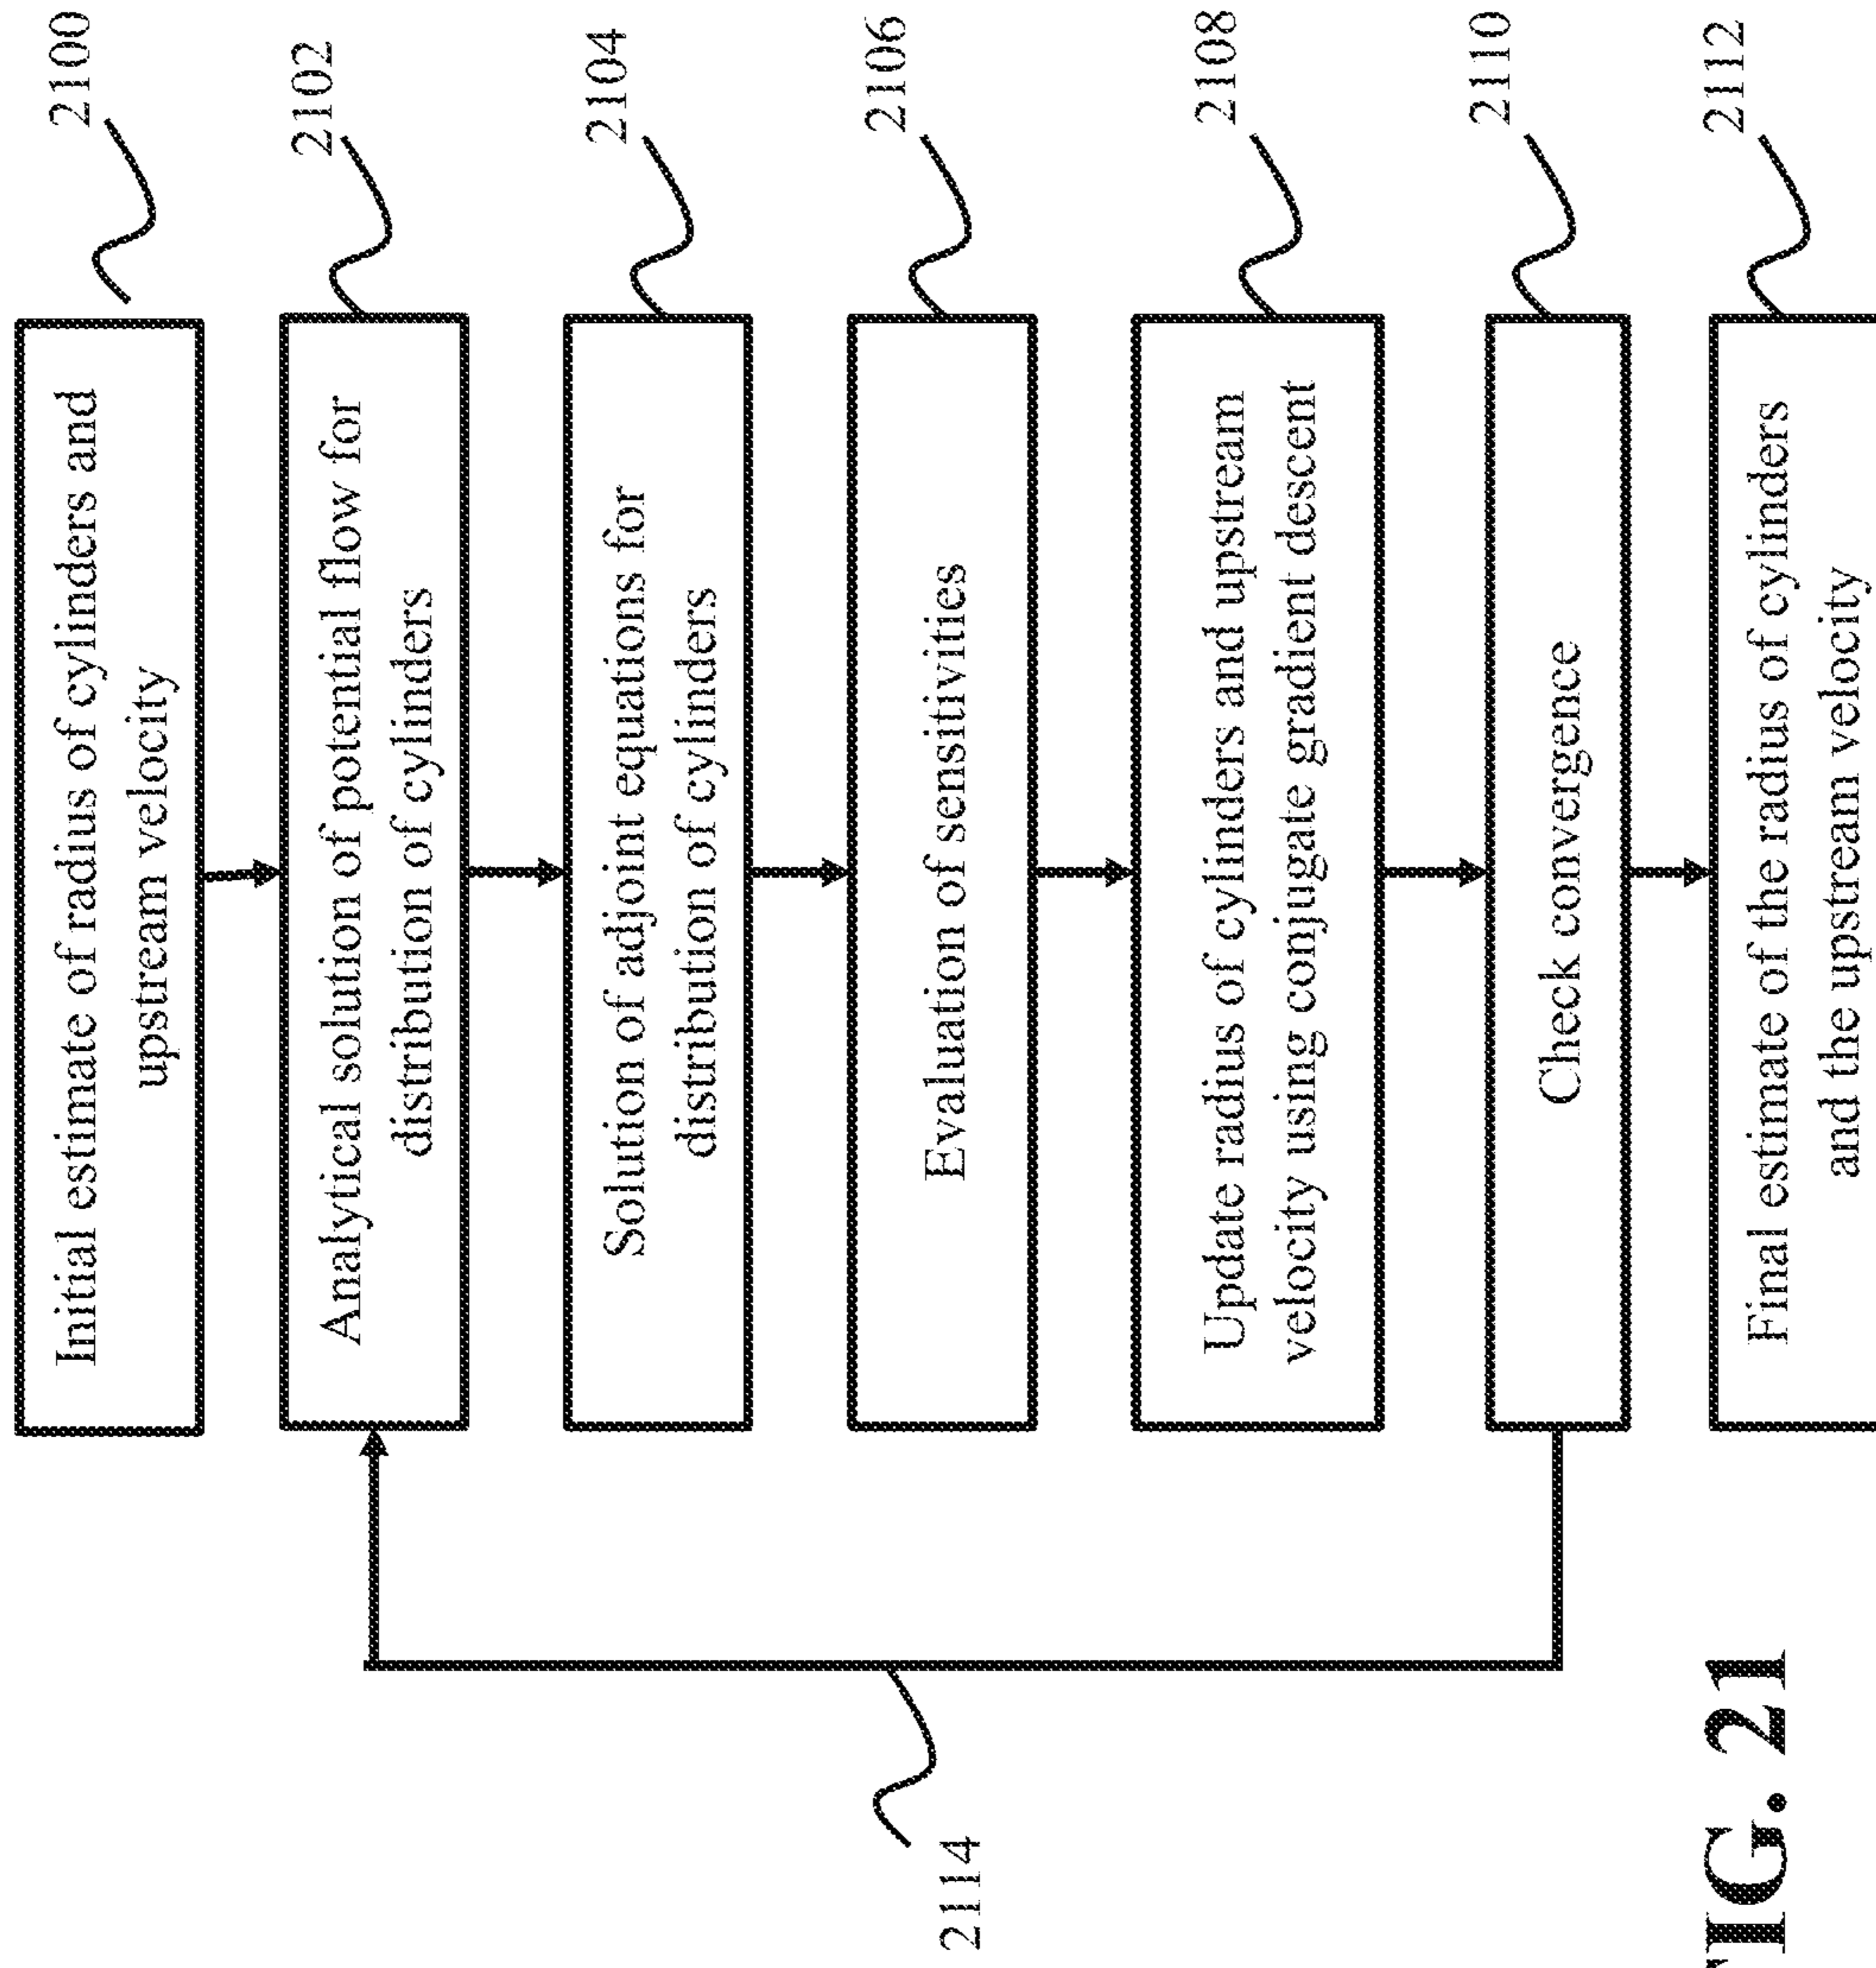 2100
Initial estimate of radius of cylinders and
upstream velocity
2102
Analytical solution of potential flow for
distribution of cylinders
2104
Solution of adjoint equations for
distribution of cylinders
2106
Evaluation of sensitivities
2108
Update radius of cylinders and upstream
velocity using conjugate gradient descent
2110
Check convergence
2112
Final estimate of the radius of cylinders
and the upstream velocity
2114
FIG. 21